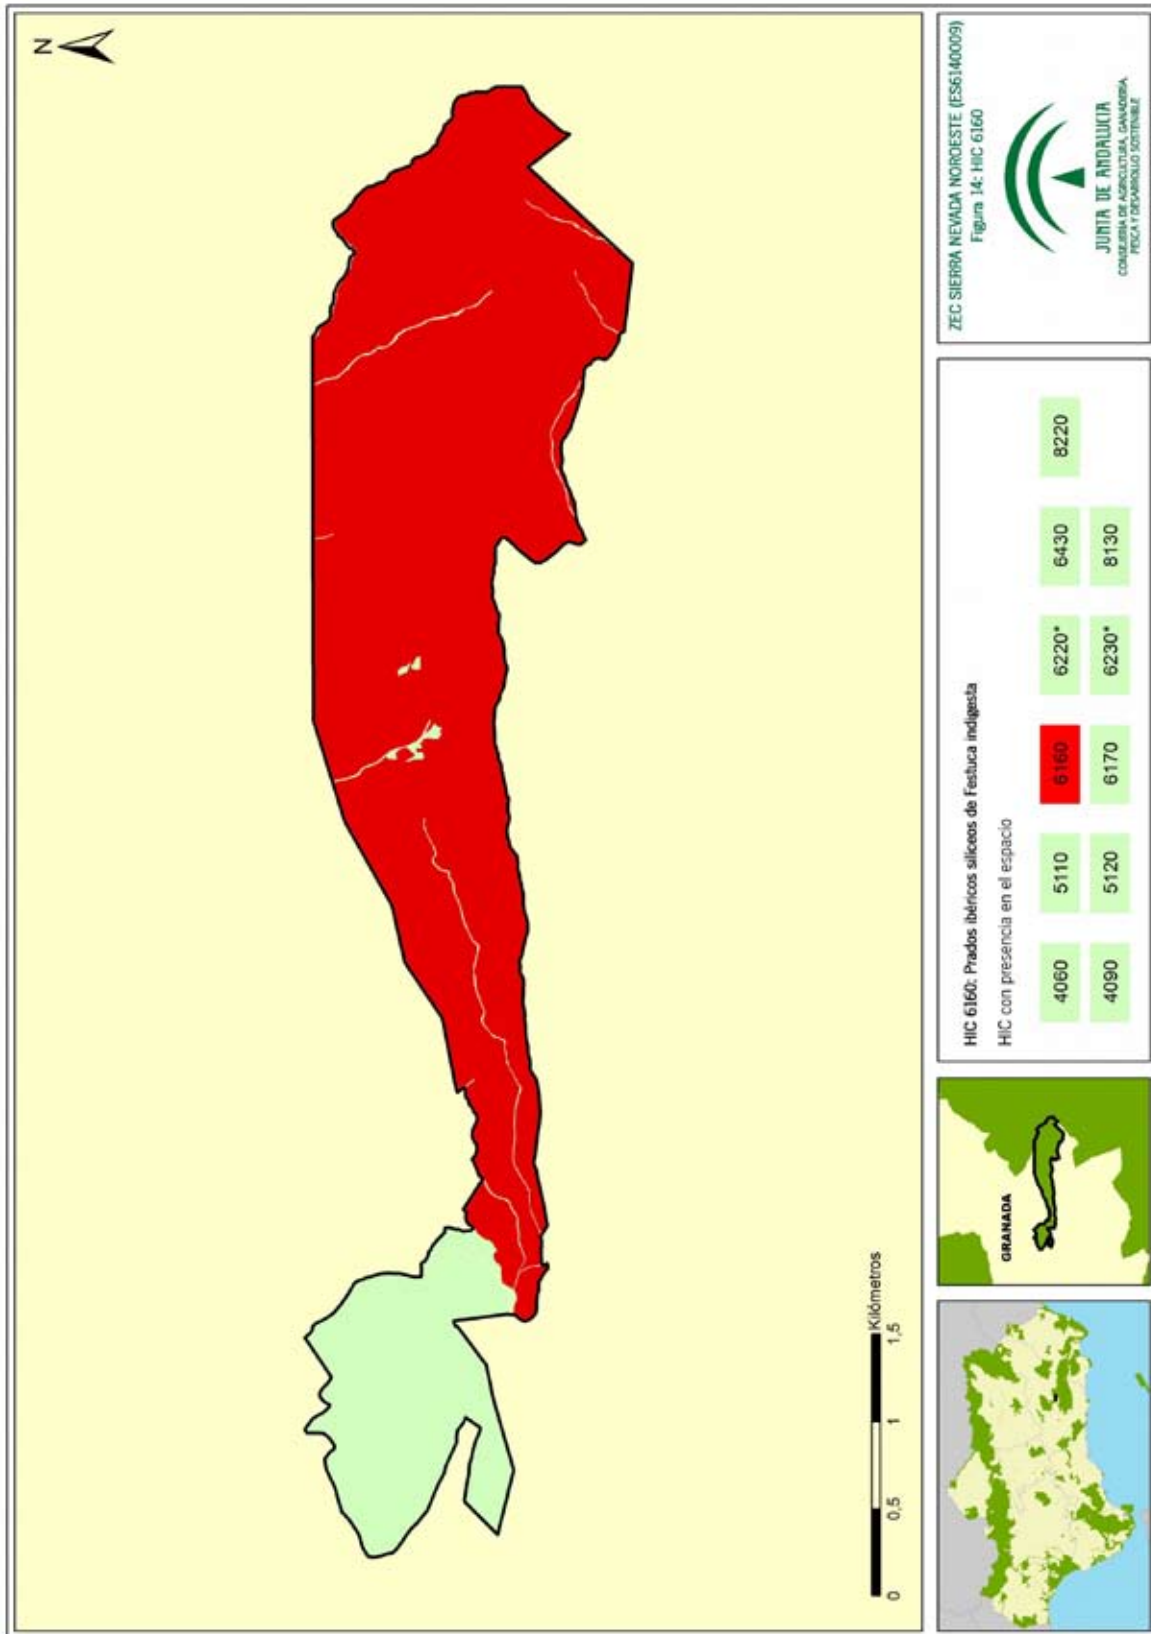 N
Kilómetros
0
0,5
1
1,5
GRANADA
HIC 6160: Prados ibéricos silíceos de Festuca indigesta
HIC con presencia en el espacio
4060
5110
6160
6220*
6430
8220
4090
5120
6170
6230*
8130
ZEC SIERRA NEVADA NOROESTE (ES6140009)
Figura 14: HIC 6160
JUNTA DE ANDALUCIA
CONSEJERÍA DE AGRICULTURA, GANADERÍA,
PESCA Y DESARROLLO SOSTENIBLE